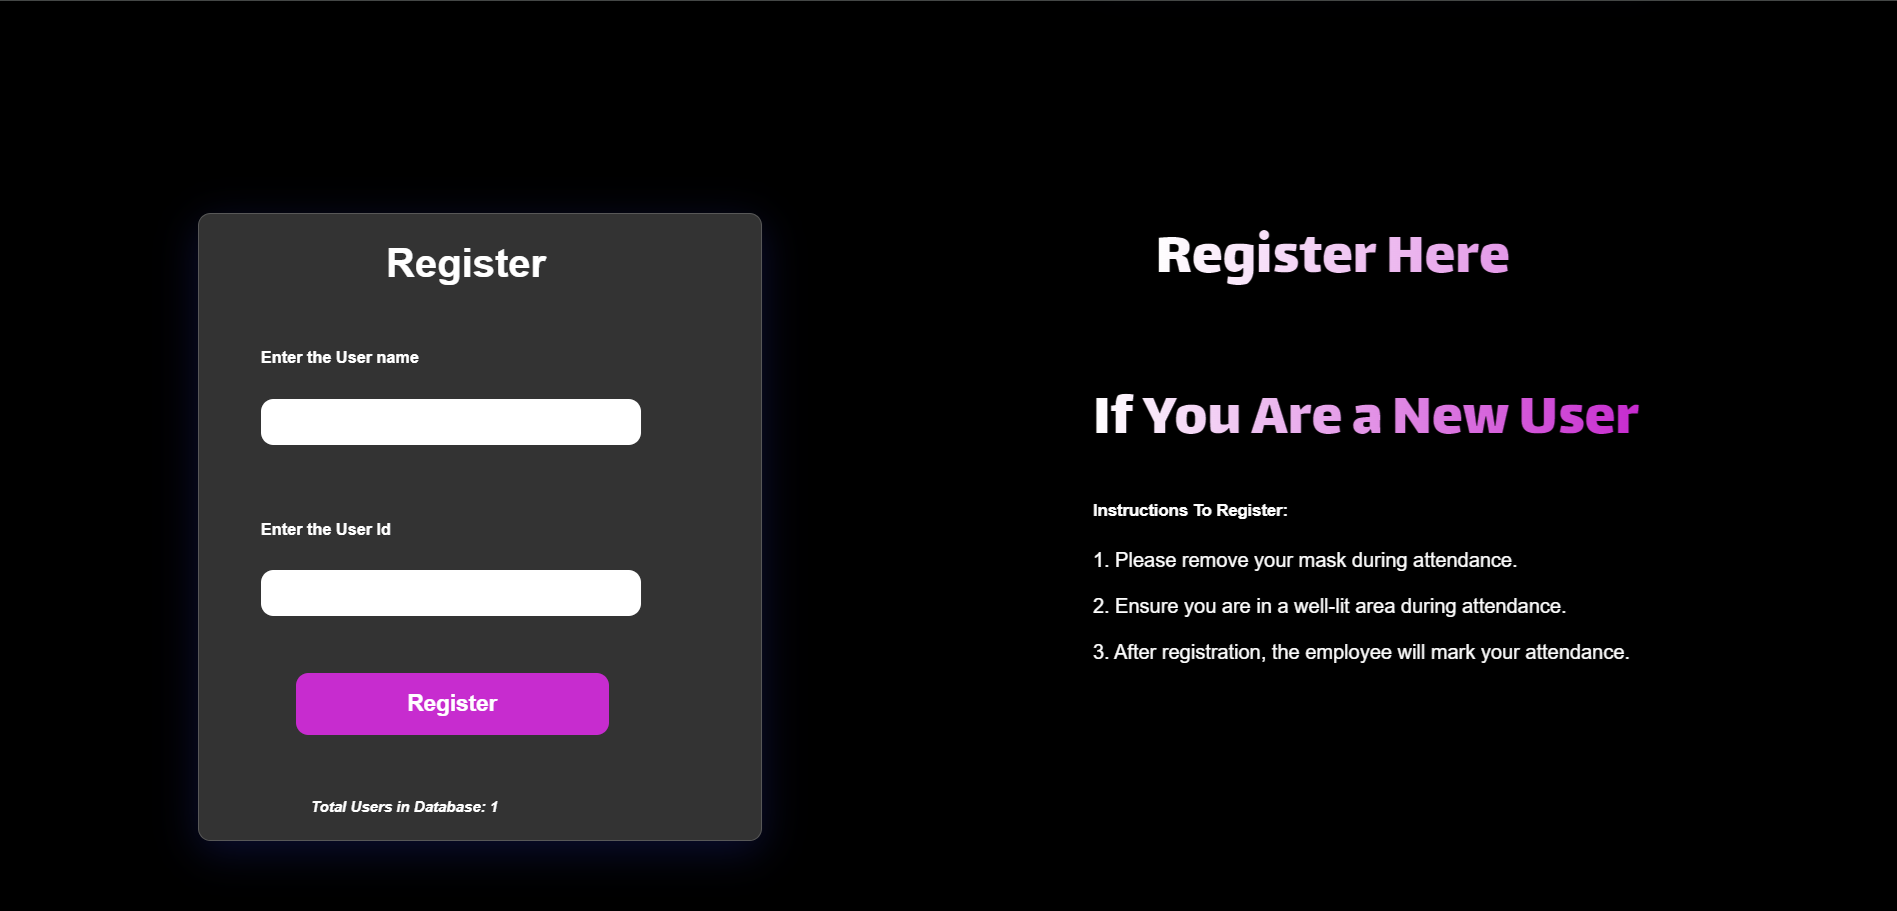 Register
Enter the User name
Enter the User Id
Register
Total Users in Database: 1
Register Here
If You Are a New User
Instructions To Register:
1. Please remove your mask during attendance.
2. Ensure you are in a well-lit area during attendance.
3. After registration, the employee will mark your attendance.